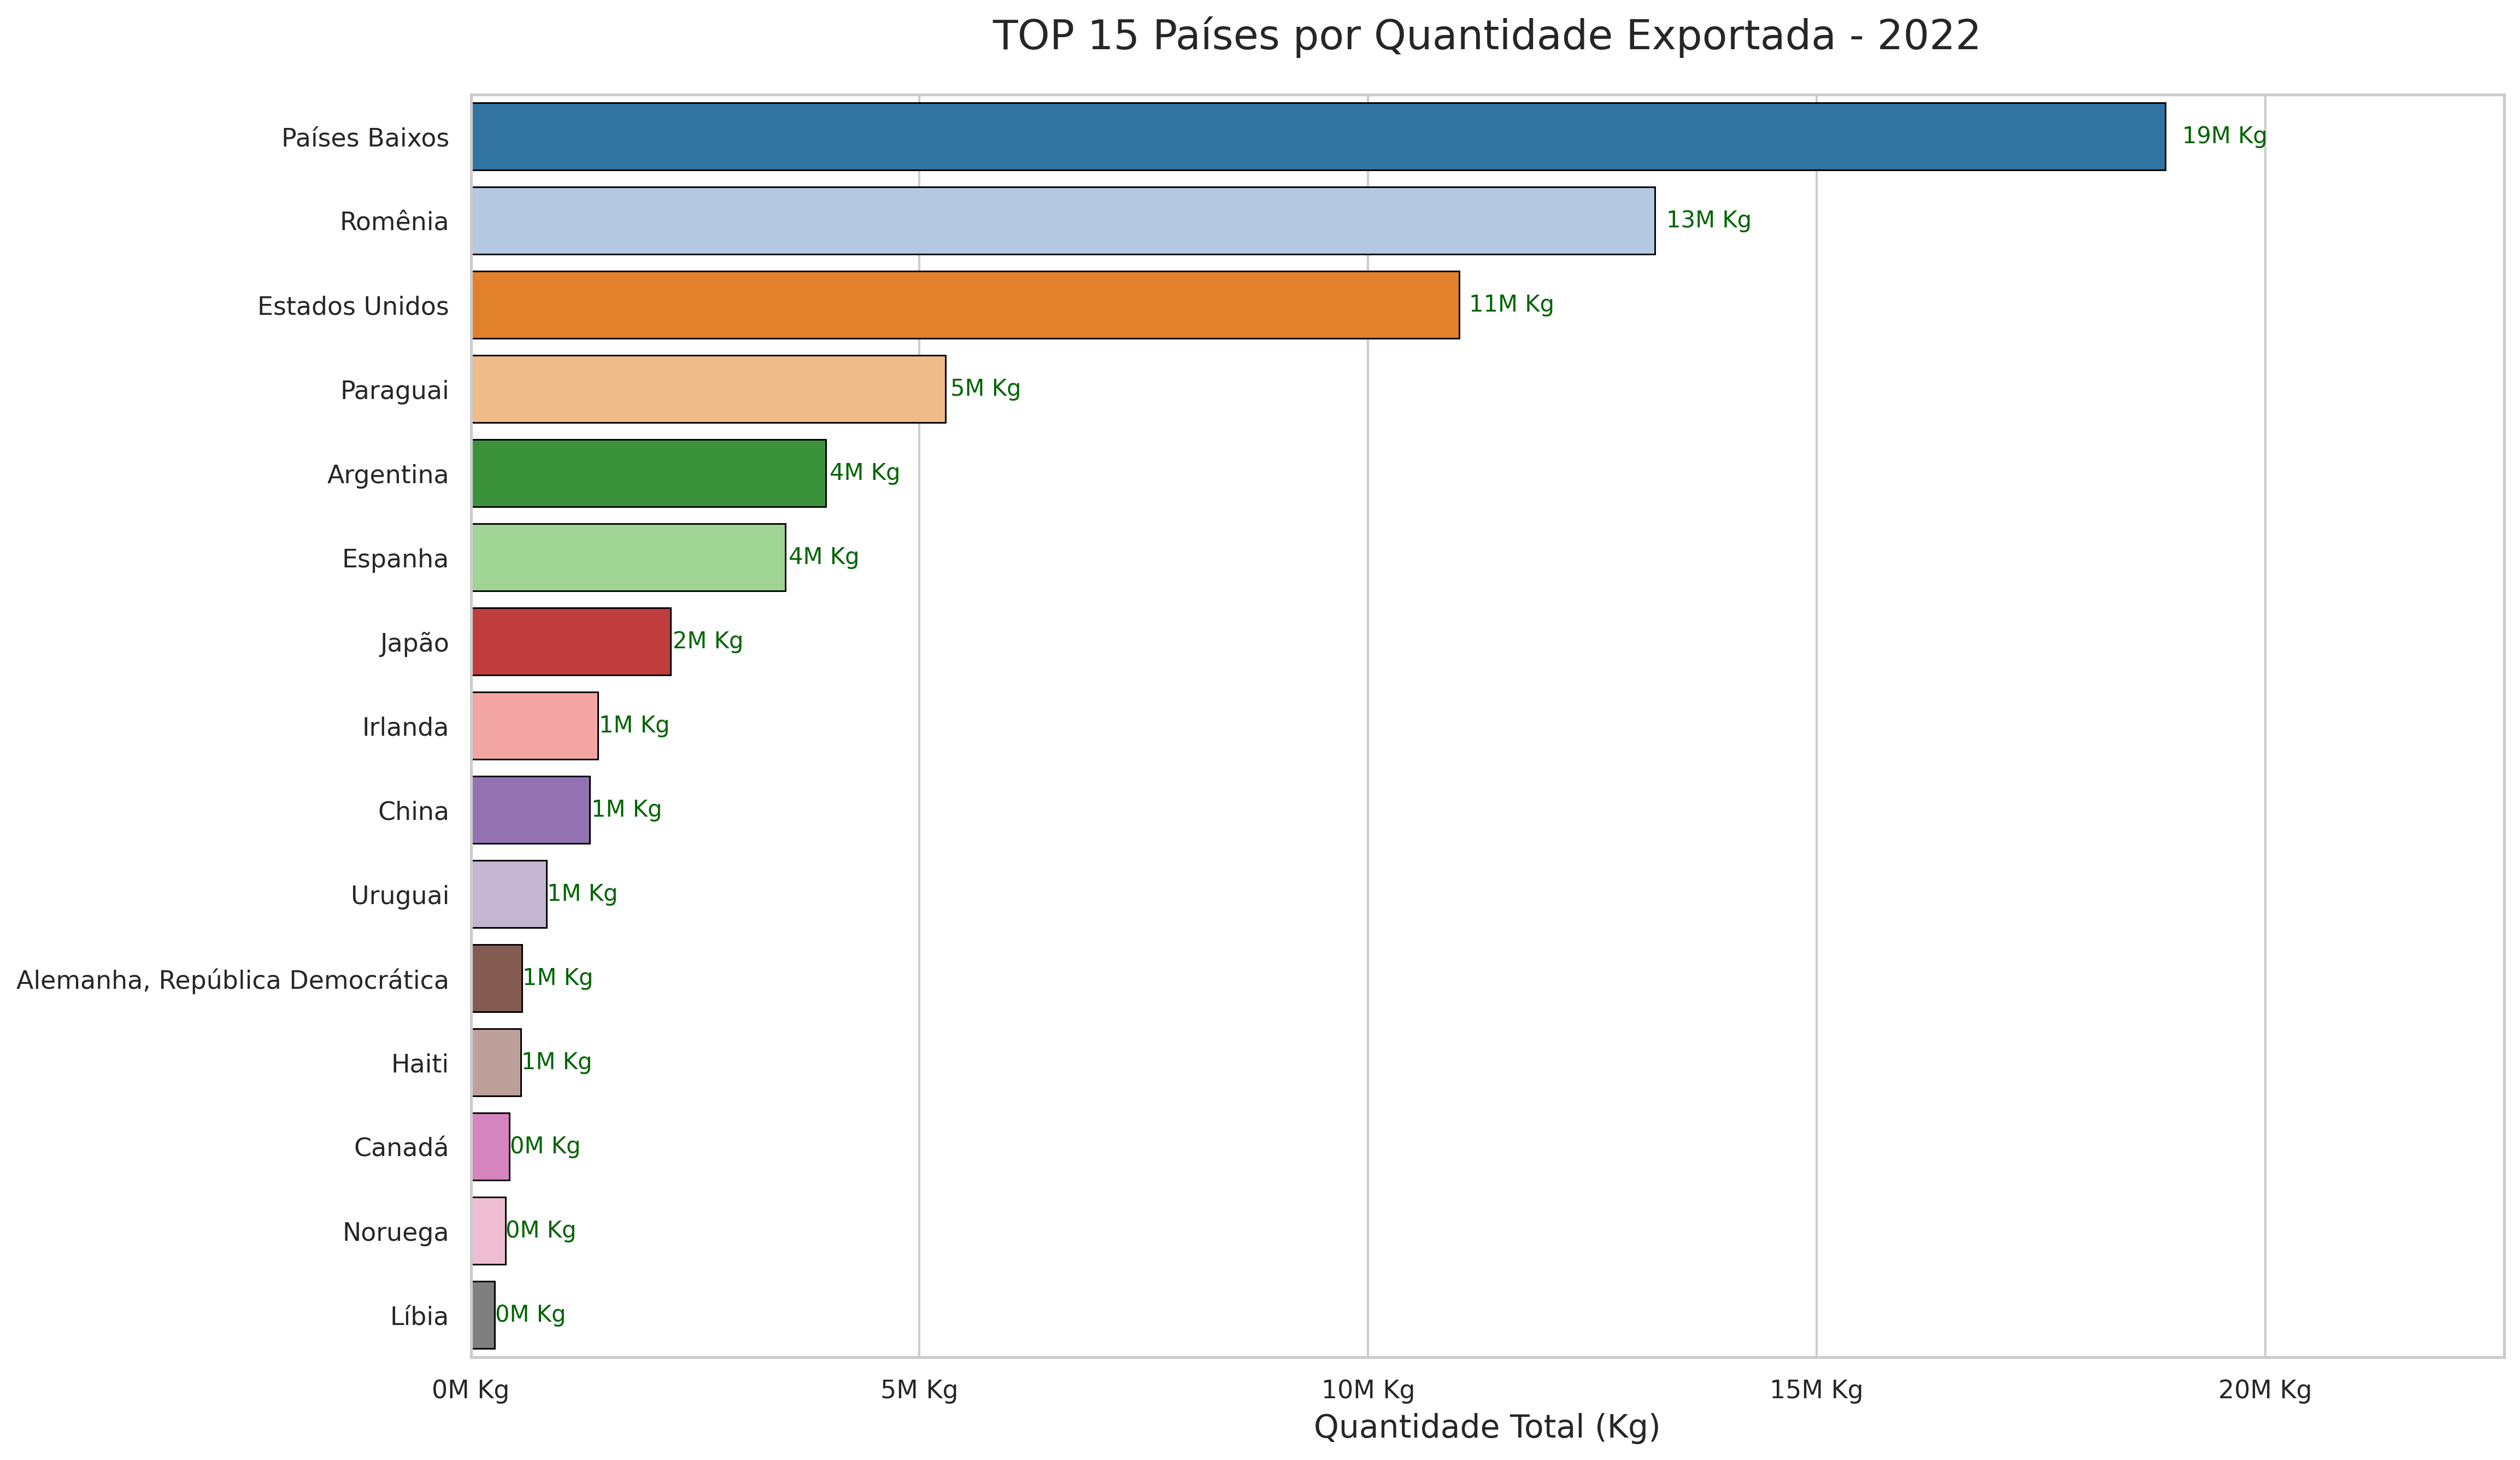 TOP 15 Países por Quantidade Exportada - 2022
Países Baixos 19M Kg
Romênia 13M Kg
Estados Unidos 11M Kg
Paraguai 5M Kg
Argentina 4M Kg
Espanha 4M Kg
Japão 2M Kg
Irlanda 1M Kg
China 1M Kg
Uruguai 1M Kg
Alemanha, República Democrática 1M Kg
Haiti 1M Kg
Canadá 0M Kg
Noruega 0M Kg
Líbia 0M Kg
0M Kg 5M Kg 10M Kg 15M Kg 20M Kg
Quantidade Total (Kg)